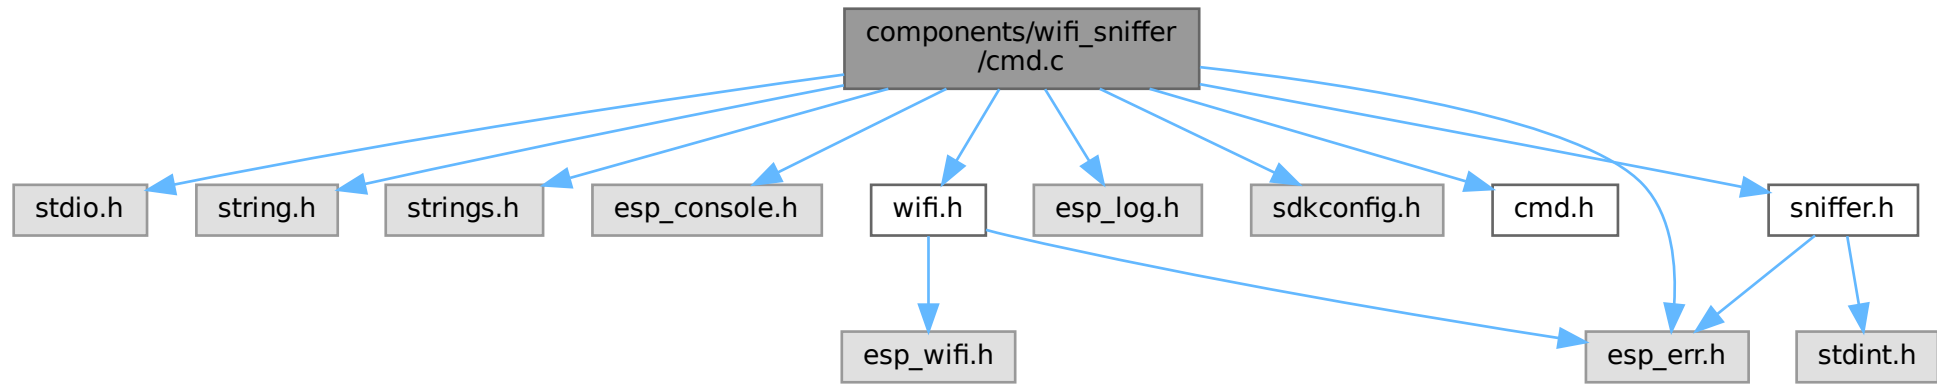 components/wifi_sniffer
/cmd.c
stdio.h
string.h
strings.h
esp_console.h
wifi.h
esp_log.h
sdkconfig.h
cmd.h
sniffer.h
esp_wifi.h
esp_err.h
stdint.h